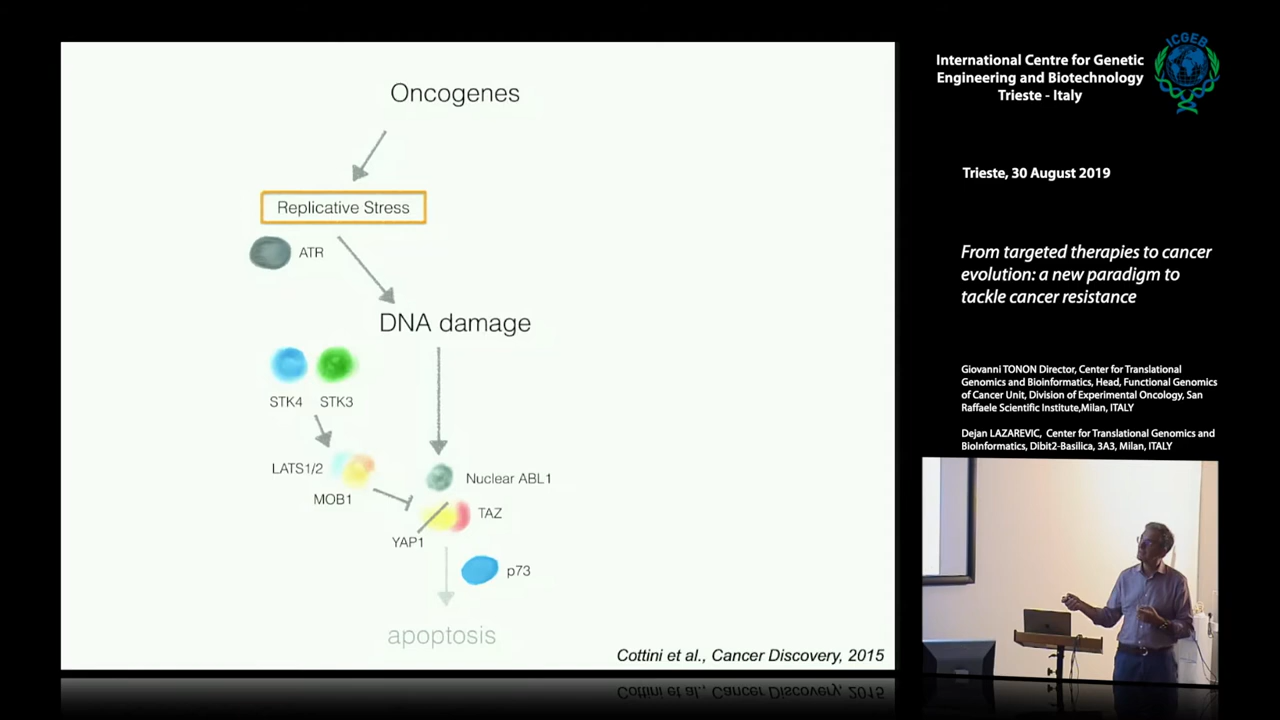 Oncogenes
Replicative Stress
ATR
DNA damage
STK4
STK3
LATS1/2
MOB1
Nuclear ABL1
TAZ
YAP1
p73
apoptosis
Cottini et al., Cancer Discovery, 2015
International Centre for Genetic
Engineering and Biotechnology
Trieste - Italy
ICGEB
Trieste, 30 August 2019
From targeted therapies to cancer
evolution: a new paradigm to
tackle cancer resistance
Giovanni TONON Director, Center for Translational
Genomics and Bioinformatics, Head, Functional Genomics
of Cancer Unit, Division of Experimental Oncology, San
Raffaele Scientific Institute,Milan, ITALY
Dejan LAZAREVIC, Center for Translational Genomics and
BioInformatics, Dibit2-Basilica, 3A3, Milan, ITALY